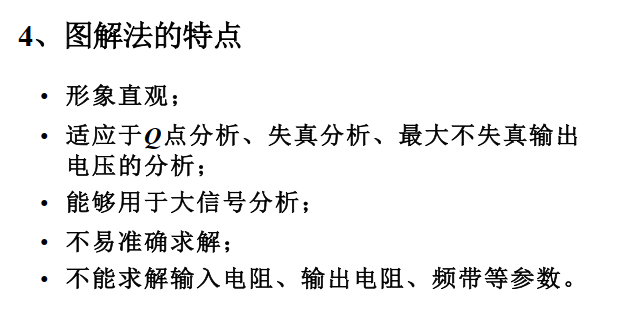 4、图解法的特点
• 形象直观；
• 适应于Q点分析、失真分析、最大不失真输出
电压的分析；
• 能够用于大信号分析；
• 不易准确求解；
• 不能求解输入电阻、输出电阻、频带等参数。